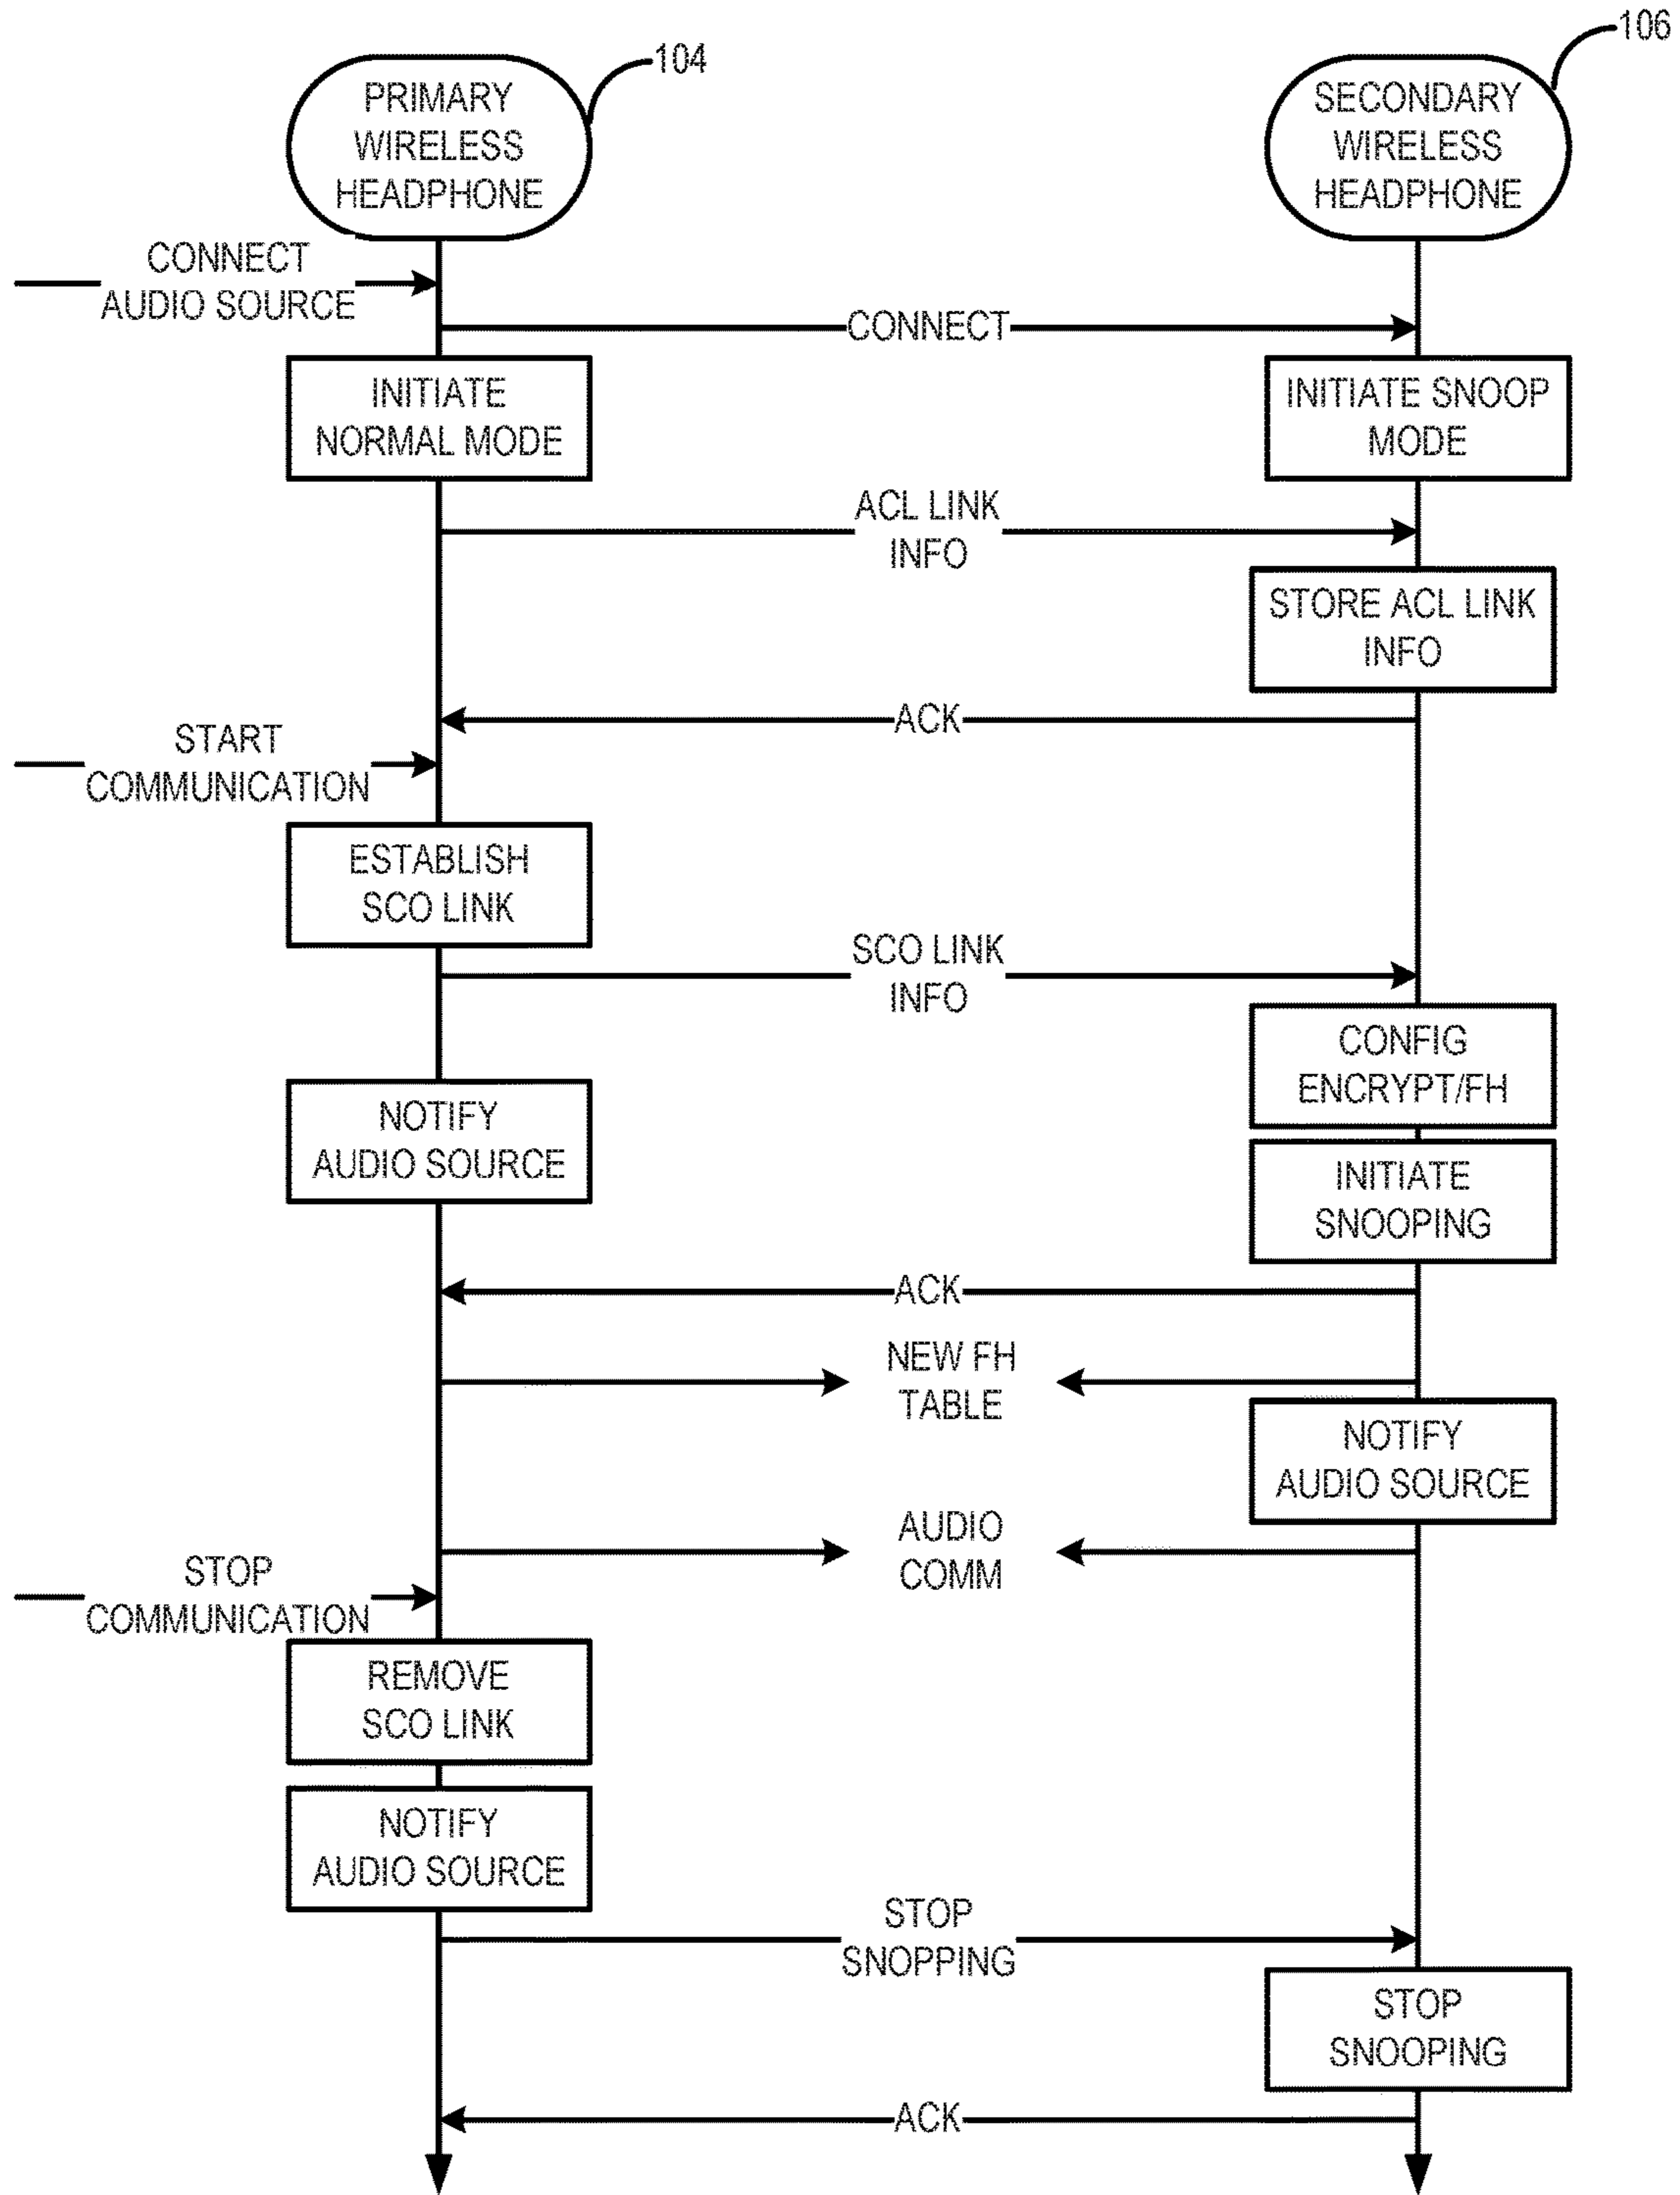 104
106
PRIMARY
WIRELESS
HEADPHONE
SECONDARY
WIRELESS
HEADPHONE
CONNECT
AUDIO SOURCE
CONNECT
INITIATE
NORMAL MODE
INITIATE SNOOP
MODE
ACL LINK
INFO
STORE ACL LINK
INFO
ACK
START
COMMUNICATION
ESTABLISH
SCO LINK
SCO LINK
INFO
CONFIG
ENCRYPT/FH
NOTIFY
AUDIO SOURCE
INITIATE
SNOOPING
ACK
NEW FH
TABLE
NOTIFY
AUDIO SOURCE
AUDIO
COMM
STOP
COMMUNICATION
REMOVE
SCO LINK
NOTIFY
AUDIO SOURCE
STOP
SNOPPING
STOP
SNOOPING
ACK